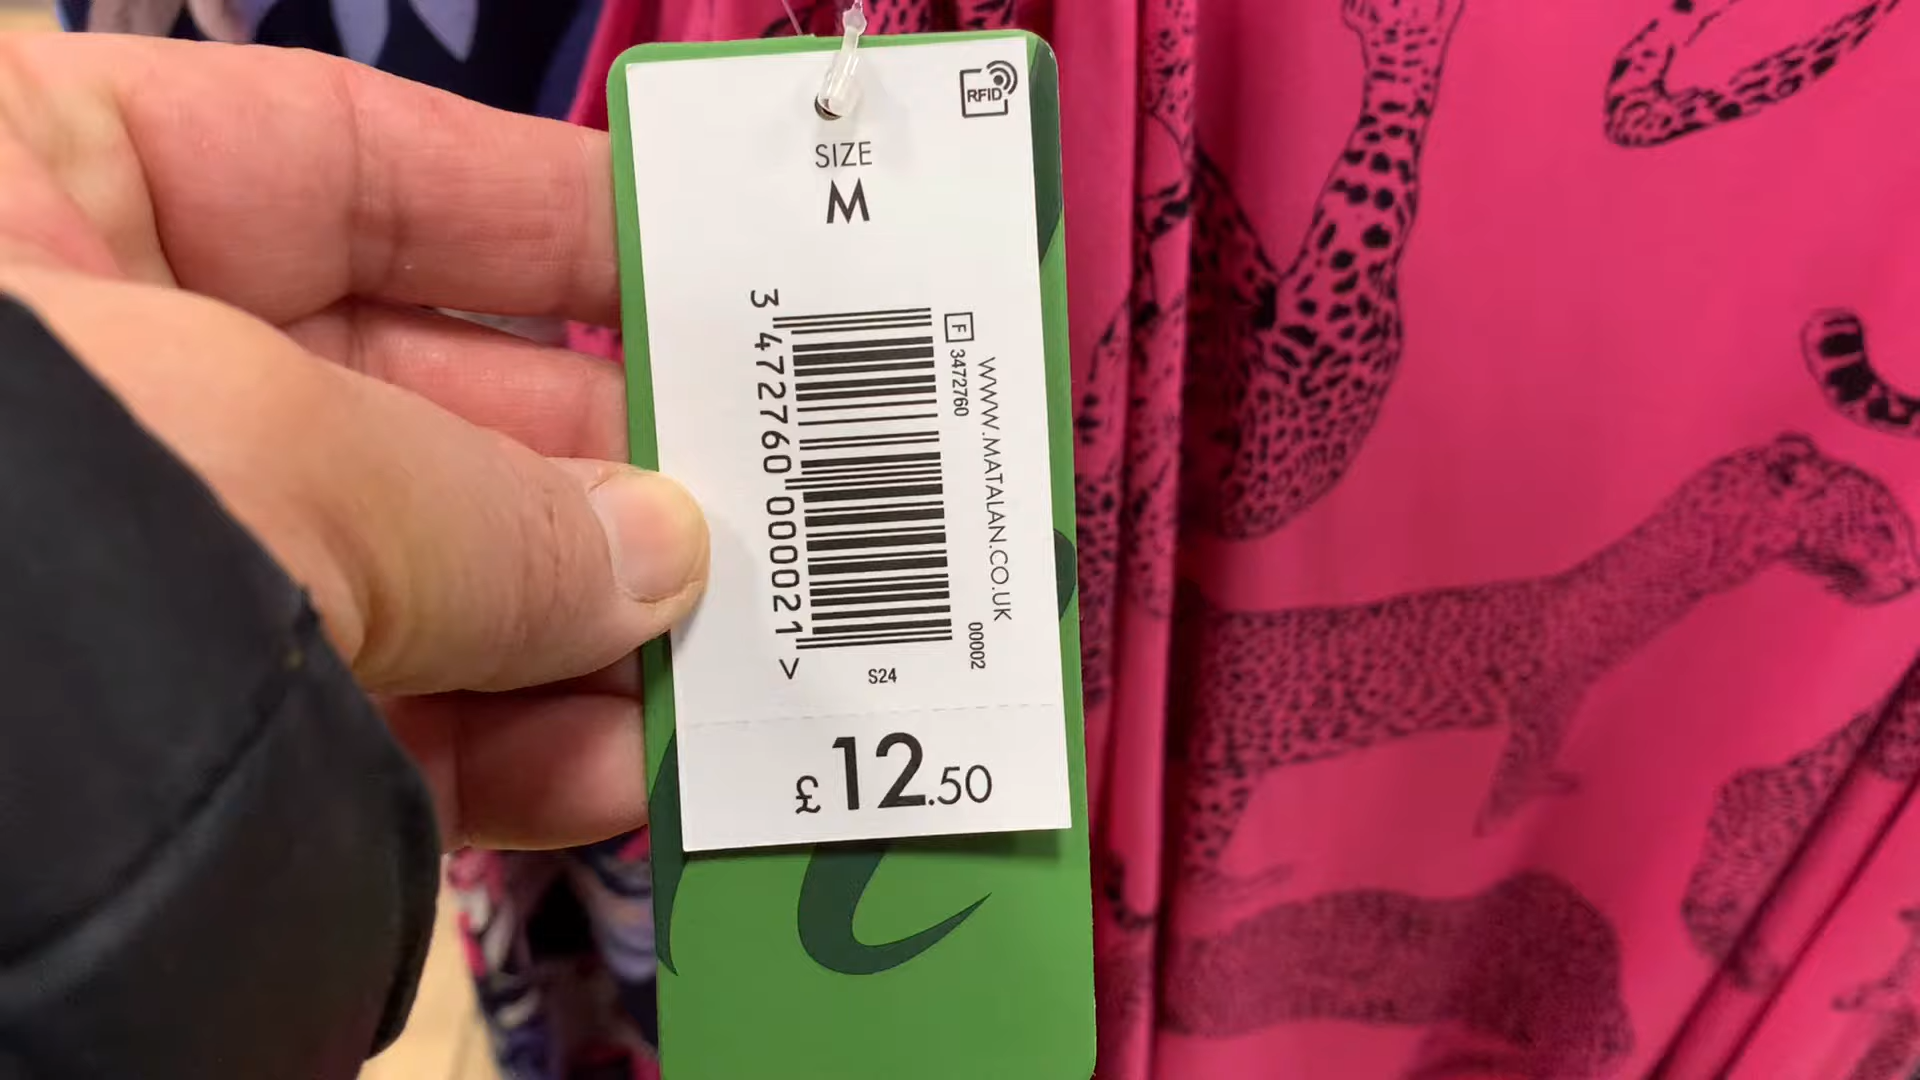 RFID
SIZE
M
3 472760 000021 >
F 3472760
WWW.MATALAN.CO.UK
00002
S24
£12.50